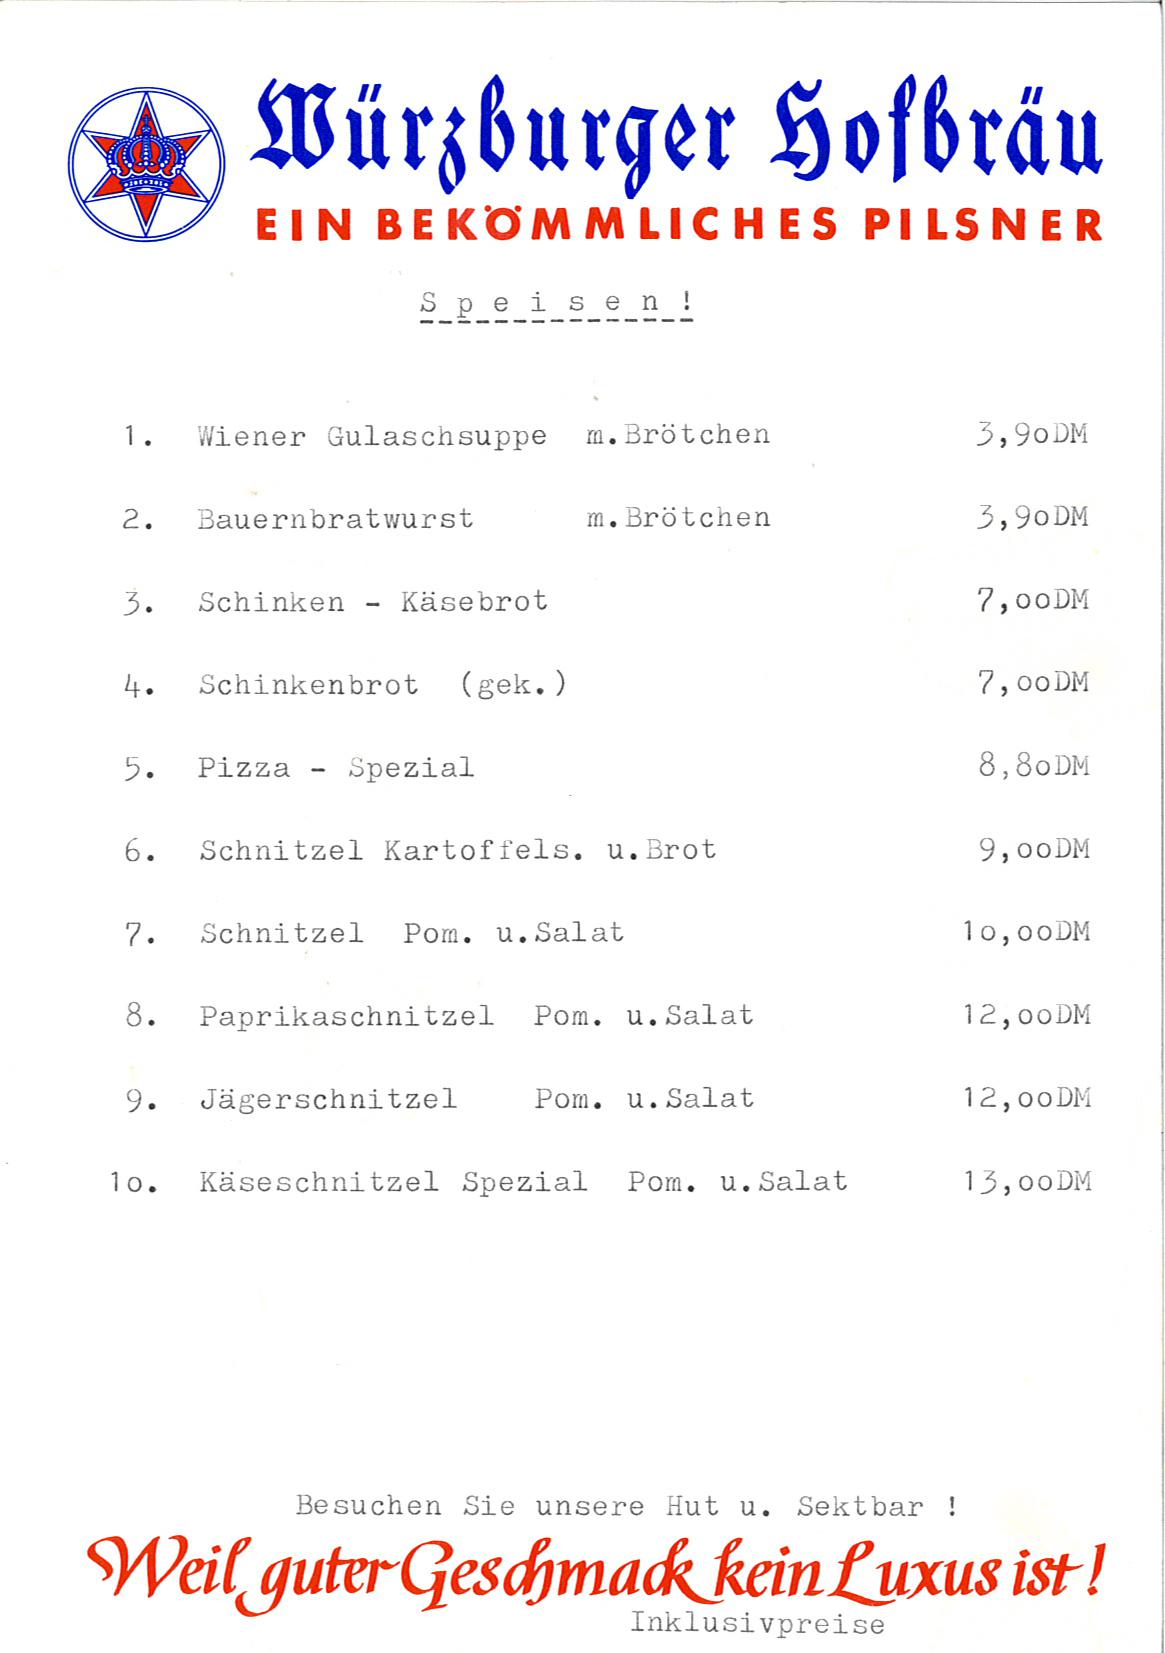 Würzburger Hofbräu
EIN BEKÖMMLICHES PILSNER
Speisen!
1. Wiener Gulaschsuppe m.Brötchen 3,9oDM
2. Bauernbratwurst m.Brötchen 3,9oDM
3. Schinken - Käsebrot 7,ooDM
4. Schinkenbrot (gek.) 7,ooDM
5. Pizza - Spezial 8,8oDM
6. Schnitzel Kartoffels. u.Brot 9,ooDM
7. Schnitzel Pom. u.Salat 1o,ooDM
8. Paprikaschnitzel Pom. u.Salat 12,ooDM
9. Jägerschnitzel Pom. u.Salat 12,ooDM
1o. Käseschnitzel Spezial Pom. u.Salat 13,ooDM
Besuchen Sie unsere Hut u. Sektbar !
Weil guter Geschmack kein Luxus ist!
Inklusivpreise